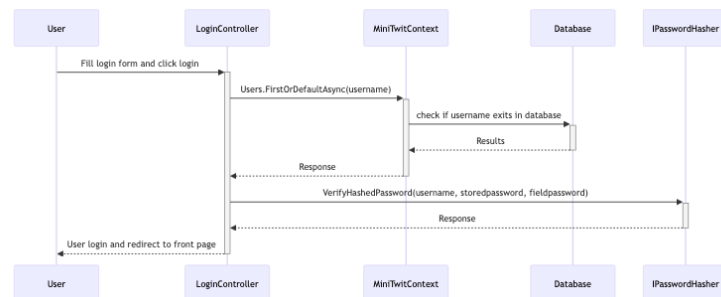 User LoginController MiniTwitContext Database IPasswordHasher
Fill login form and click login
Users.FirstOrDefaultAsync(username)
check if username exits in database
Results
Response
VerifyHashedPassword(username, storedpassword, fieldpassword)
Response
User login and redirect to front page
User LoginController MiniTwitContext Database IPasswordHasher